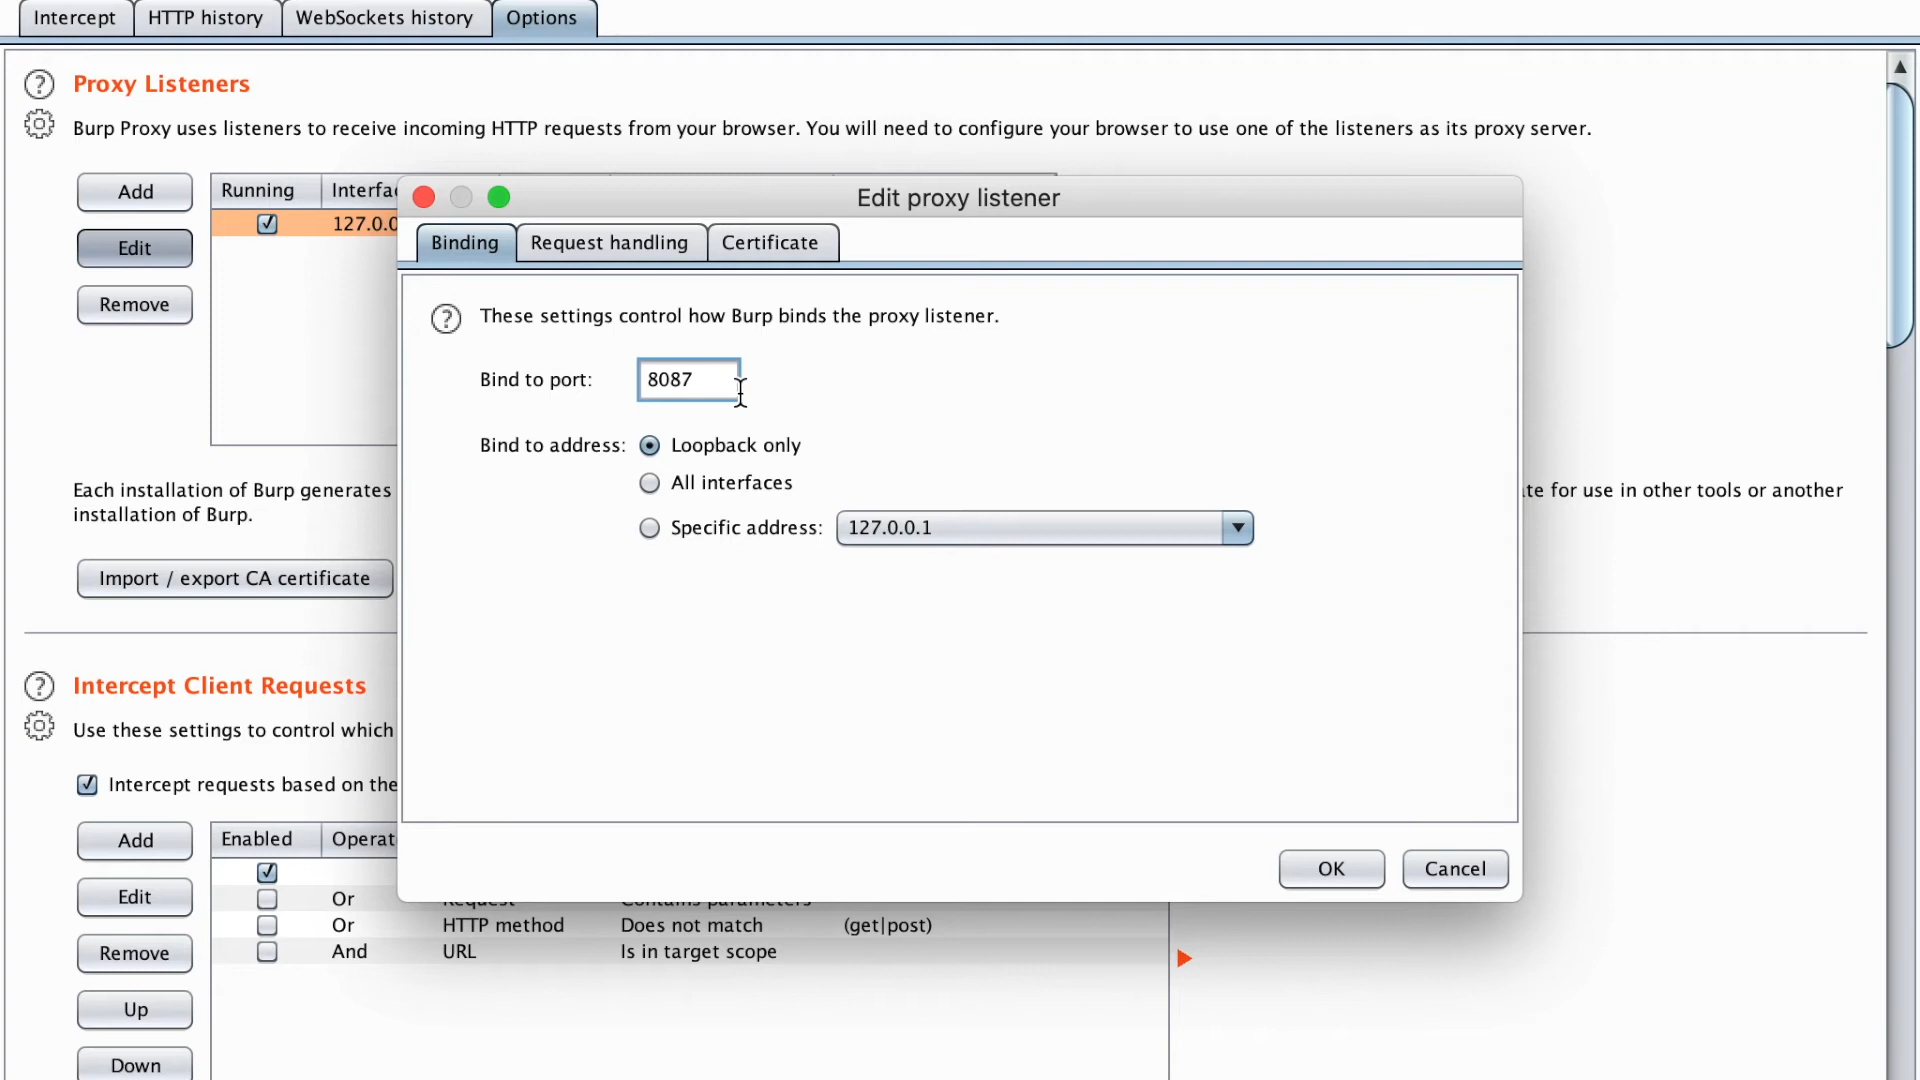 Intercept HTTP history WebSockets history Options
Proxy Listeners
Burp Proxy uses listeners to receive incoming HTTP requests from your browser. You will need to configure your browser to use one of the listeners as its proxy server.
Add
Edit
Remove
Running
127.0.0
Edit proxy listener
Binding Request handling Certificate
These settings control how Burp binds the proxy listener.
Bind to port: 8087
Bind to address: Loopback only
All interfaces
Specific address: 127.0.0.1
OK Cancel
Each installation of Burp generates
for use in other tools or another
installation of Burp.
Import / export CA certificate
Intercept Client Requests
Use these settings to control which
Intercept requests based on the
Add
Edit
Remove
Up
Down
Enabled
Or Request Contains parameters
Or HTTP method Does not match (get|post)
And URL Is in target scope